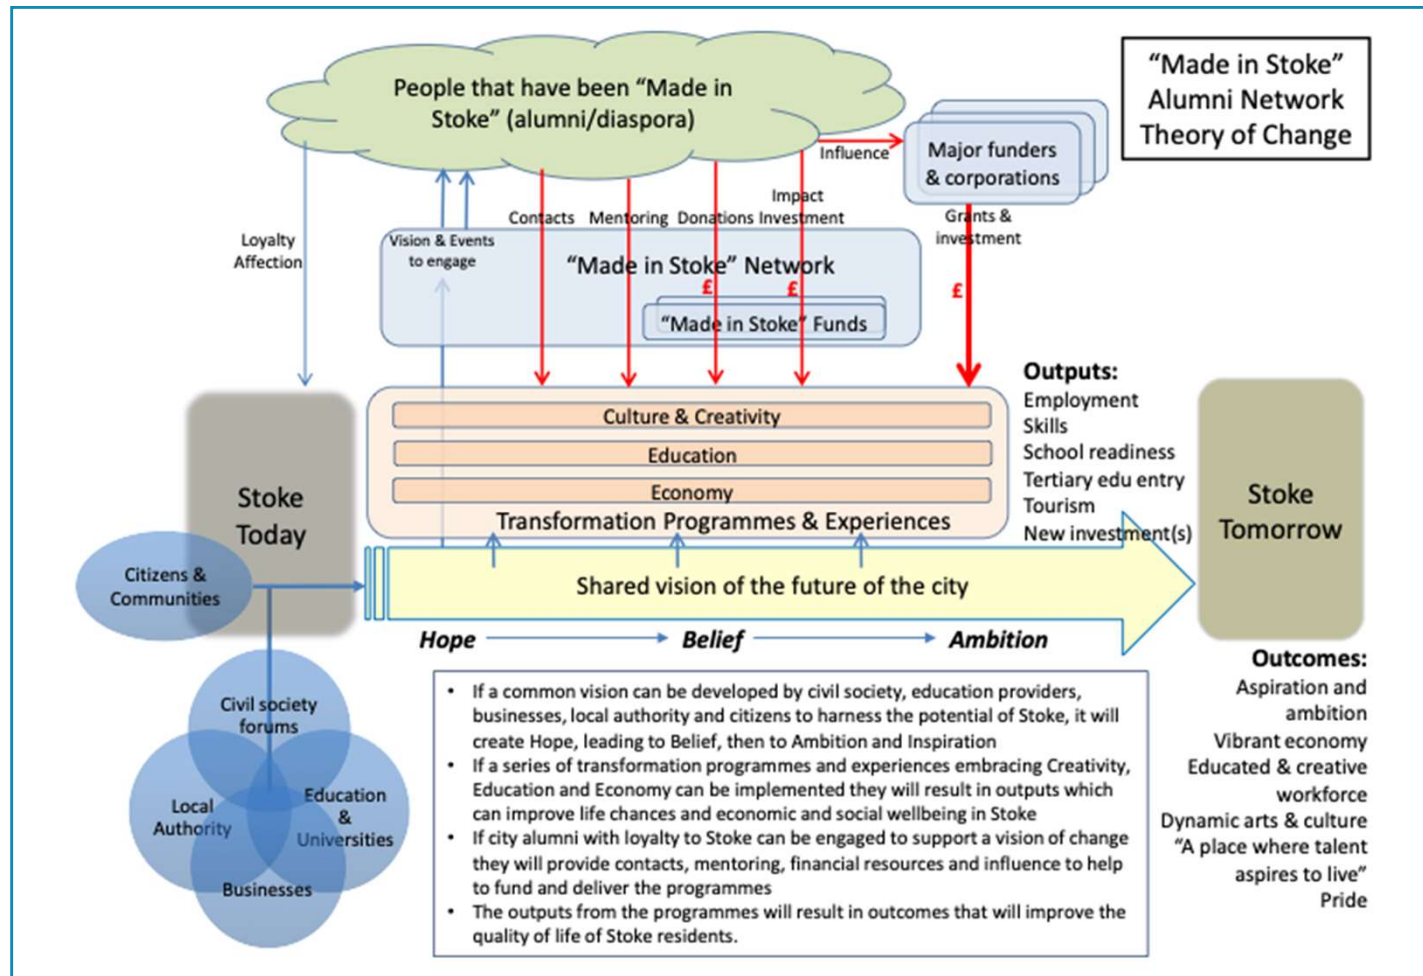 “Made in Stoke”
Alumni Network
Theory of Change
People that have been “Made in
Stoke” (alumni/diaspora)
Influence
Major funders
& corporations
Loyalty
Affection
Contacts
Mentoring
Donations
Impact
Investment
Grants &
investment
Vision & Events
to engage
“Made in Stoke” Network
£
£
£
“Made in Stoke” Funds
Stoke
Today
Culture & Creativity
Education
Economy
Transformation Programmes & Experiences
Outputs:
Employment
Skills
School readiness
Tertiary edu entry
Tourism
New investment(s)
Stoke
Tomorrow
Citizens &
Communities
Shared vision of the future of the city
Hope
Belief
Ambition
Civil society
forums
Local
Authority
Education
&
Universities
Businesses
• If a common vision can be developed by civil society, education providers,
businesses, local authority and citizens to harness the potential of Stoke, it will
create Hope, leading to Belief, then to Ambition and Inspiration
• If a series of transformation programmes and experiences embracing Creativity,
Education and Economy can be implemented they will result in outputs which
can improve life chances and economic and social wellbeing in Stoke
• If city alumni with loyalty to Stoke can be engaged to support a vision of change
they will provide contacts, mentoring, financial resources and influence to help
to fund and deliver the programmes
• The outputs from the programmes will result in outcomes that will improve the
quality of life of Stoke residents.
Outcomes:
Aspiration and
ambition
Vibrant economy
Educated & creative
workforce
Dynamic arts & culture
“A place where talent
aspires to live”
Pride